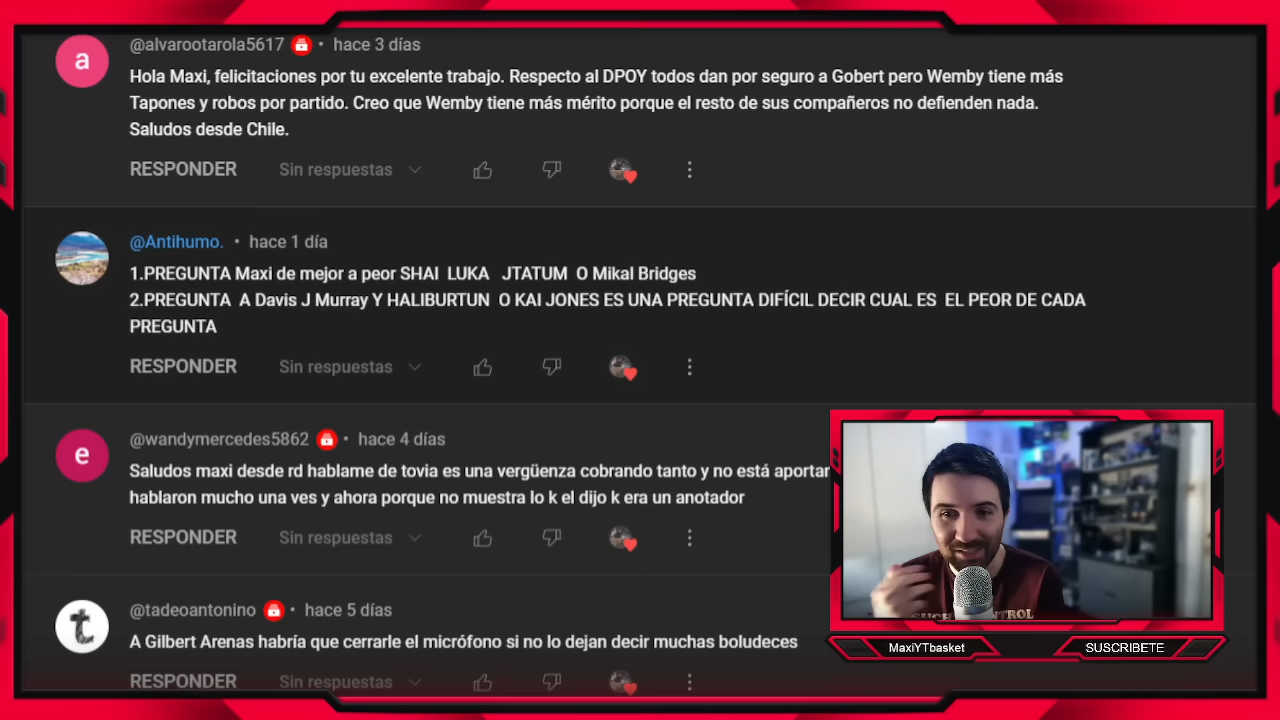 @alvarootarola5617 • hace 3 días
Hola Maxi, felicitaciones por tu excelente trabajo. Respecto al DPOY todos dan por seguro a Gobert pero Wemby tiene más
Tapones y robos por partido. Creo que Wemby tiene más mérito porque el resto de sus compañeros no defienden nada.
Saludos desde Chile.
RESPONDER Sin respuestas
@Antihumo. • hace 1 día
1.PREGUNTA Maxi de mejor a peor SHAI LUKA JTATUM O Mikal Bridges
2.PREGUNTA A Davis J Murray Y HALIBURTUN O KAI JONES ES UNA PREGUNTA DIFÍCIL DECIR CUAL ES EL PEOR DE CADA
PREGUNTA
RESPONDER Sin respuestas
@wandymercedes5862 • hace 4 días
Saludos maxi desde rd hablame de tovia es una vergüenza cobrando tanto y no está aportan
hablaron mucho una ves y ahora porque no muestra lo k el dijo k era un anotador
RESPONDER Sin respuestas
@tadeoantonino • hace 5 días
A Gilbert Arenas habría que cerrarle el micrófono si no lo dejan decir muchas boludeces
RESPONDER Sin respuestas
a
e
t
CONTROL
MaxiYTbasket
SUSCRIBETE